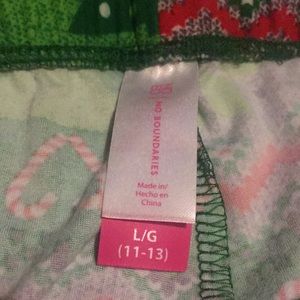 NO BOUNDARIES
Made in/
Hecho en
China
L/G
(11-13)